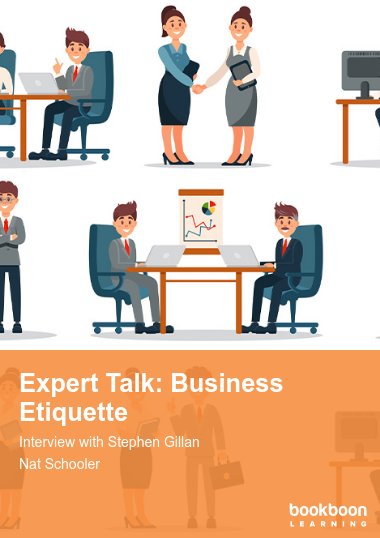 Expert Talk: Business
Etiquette
Interview with Stephen Gillan
Nat Schooler
bookboon
LEARNING